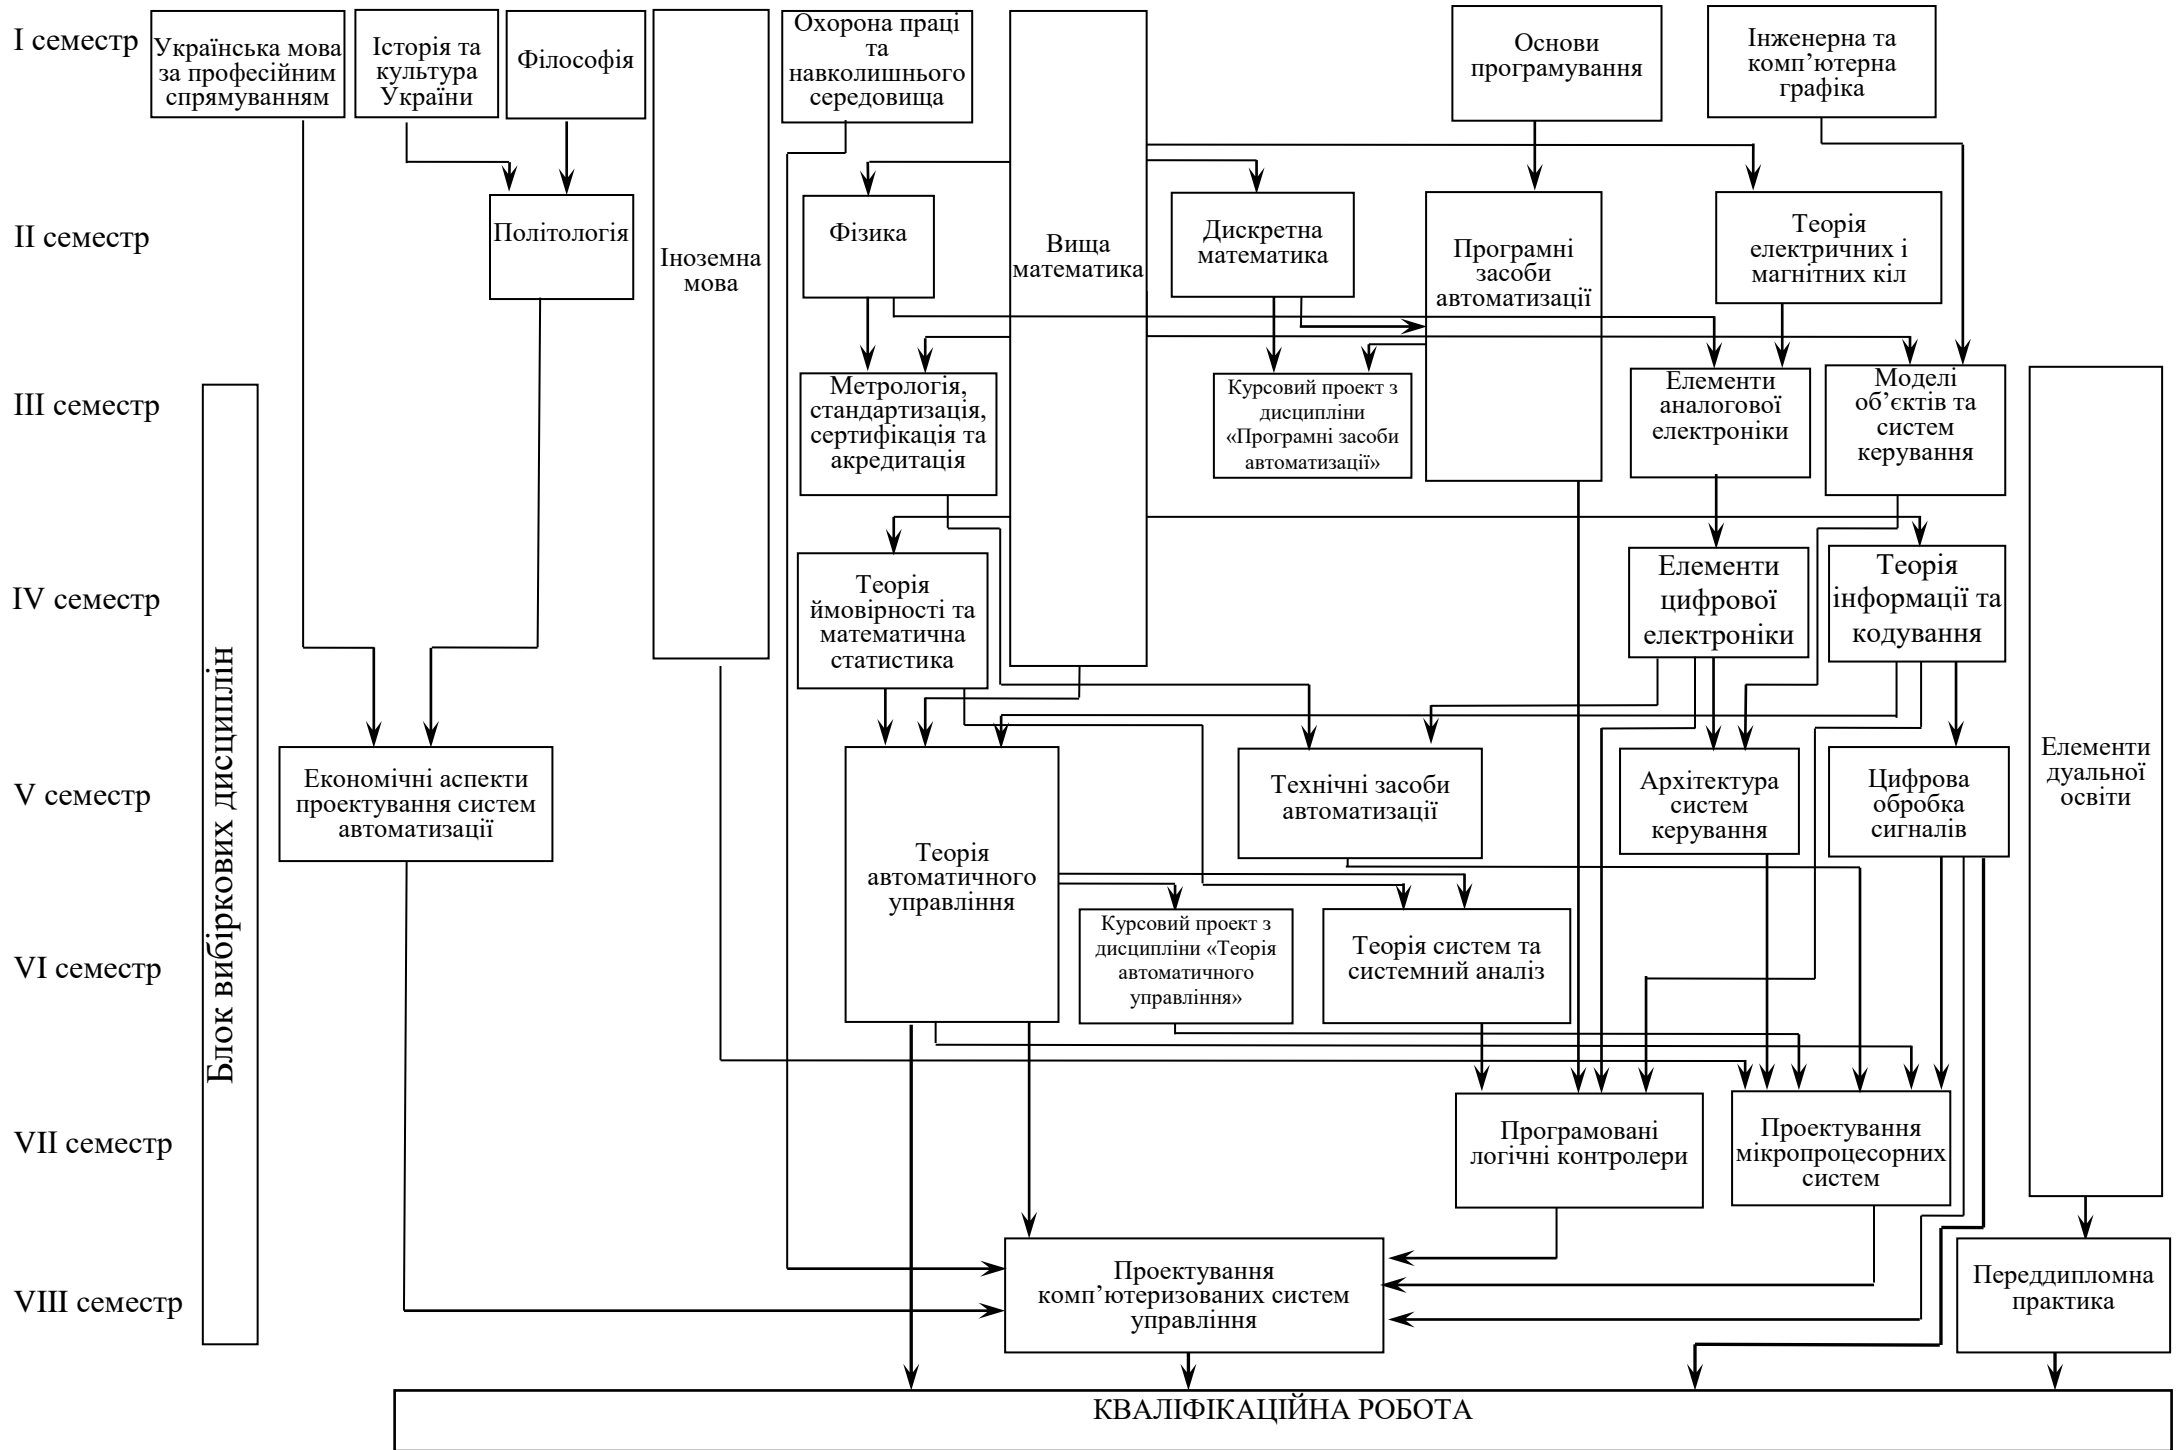 I семестр
Українська мова
за професійним
спрямуванням
Історія та
культура
України
Філософія
Охорона праці
та
навколишнього
середовища
Основи
програмування
Інженерна та
комп’ютерна
графіка
II семестр
Політологія
Іноземна
мова
Фізика
Вища
математика
Дискретна
математика
Програмні
засоби
автоматизації
Теорія
електричних і
магнітних кіл
III семестр
Метрологія,
стандартизація,
сертифікація та
акредитація
Курсовий проект з
дисципліни
«Програмні засоби
автоматизації»
Елементи
аналогової
електроніки
Моделі
об’єктів та
систем
керування
IV семестр
Теорія
ймовірності та
математична
статистика
Елементи
цифрової
електроніки
Теорія
інформації та
кодування
Блок вибіркових дисциплін
V семестр
Економічні аспекти
проектування систем
автоматизації
Теорія
автоматичного
управління
Технічні засоби
автоматизації
Архітектура
систем
керування
Цифрова
обробка
сигналів
Елементи
дуальної
освіти
VI семестр
Курсовий проект з
дисципліни «Теорія
автоматичного
управління»
Теорія систем та
системний аналіз
VII семестр
Програмовані
логічні контролери
Проектування
мікропроцесорних
систем
VIII семестр
Проектування
комп’ютеризованих систем
управління
Переддипломна
практика
КВАЛІФІКАЦІЙНА РОБОТА